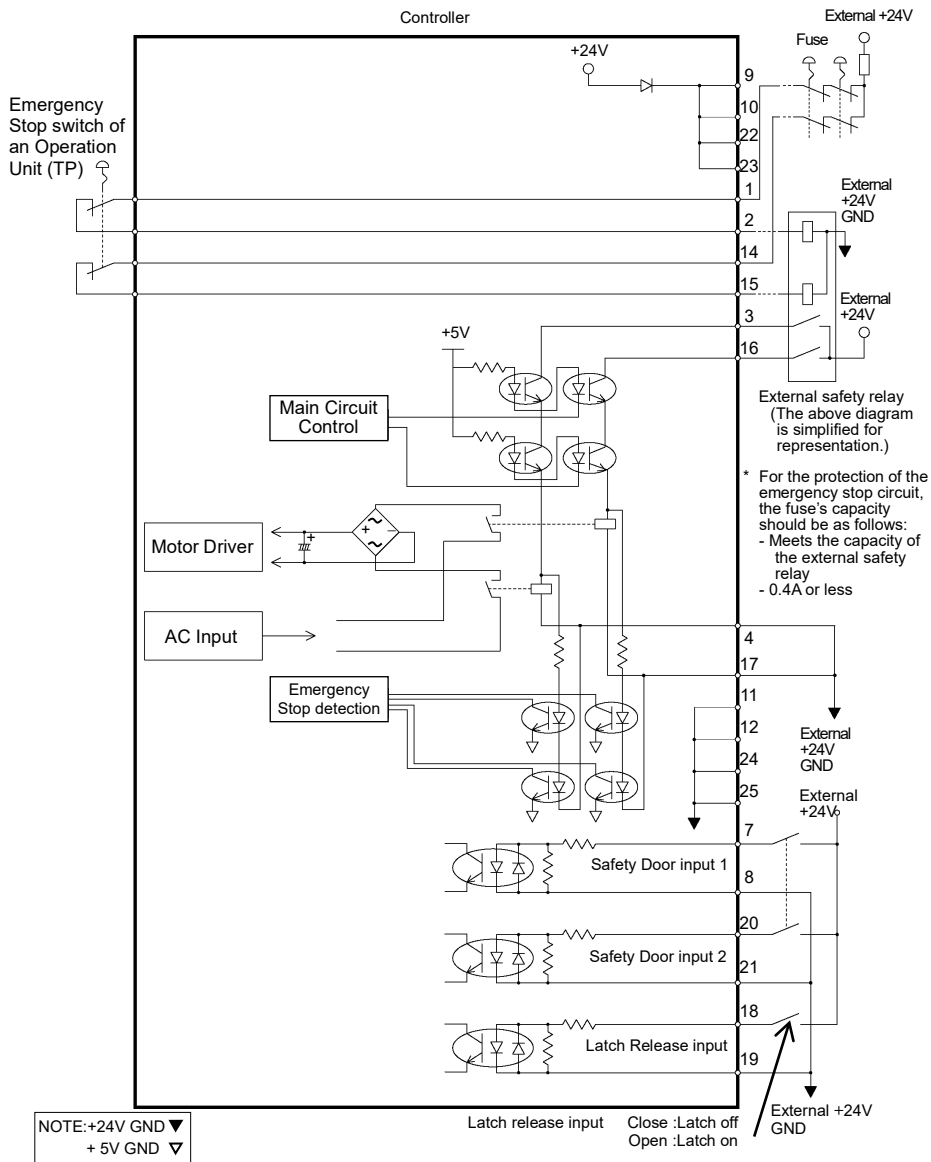 Controller
External +24V
Fuse
+24V
9
10
22
23
Emergency
Stop switch of
an Operation
Unit (TP)
1
2
14
15
3
16
External
+24V
GND
External
+24V
+5V
Main Circuit
Control
External safety relay
(The above diagram
is simplified for
representation.)
* For the protection of the
emergency stop circuit,
the fuse's capacity
should be as follows:
- Meets the capacity of
the external safety
relay
- 0.4A or less
Motor Driver
+
-
+
AC Input
4
17
11
12
24
25
Emergency
Stop detection
External
+24V
GND
External
+24V
7
Safety Door input 1
8
20
Safety Door input 2
21
18
Latch Release input
19
External +24V
GND
Latch release input Close :Latch off
Open :Latch on
NOTE:+24V GND ▼
+ 5V GND ▽